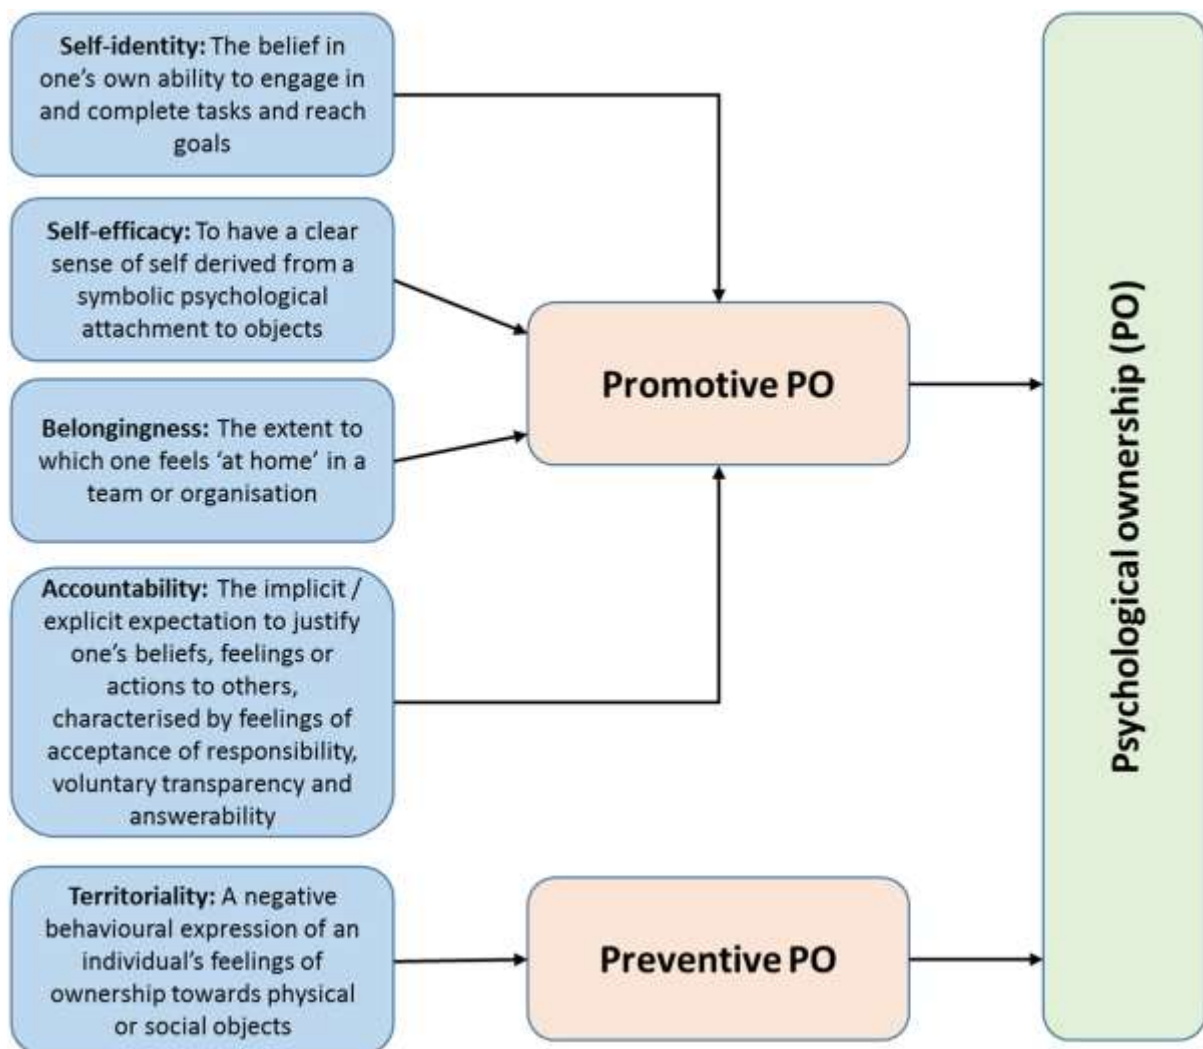 Self-identity: The belief in
one’s own ability to engage in
and complete tasks and reach
goals
Self-efficacy: To have a clear
sense of self derived from a
symbolic psychological
attachment to objects
Belongingness: The extent to
which one feels ‘at home’ in a
team or organisation
Accountability: The implicit /
explicit expectation to justify
one’s beliefs, feelings or
actions to others,
characterised by feelings of
acceptance of responsibility,
voluntary transparency and
answerability
Territoriality: A negative
behavioural expression of an
individual’s feelings of
ownership towards physical
or social objects
Promotive PO
Preventive PO
Psychological ownership (PO)